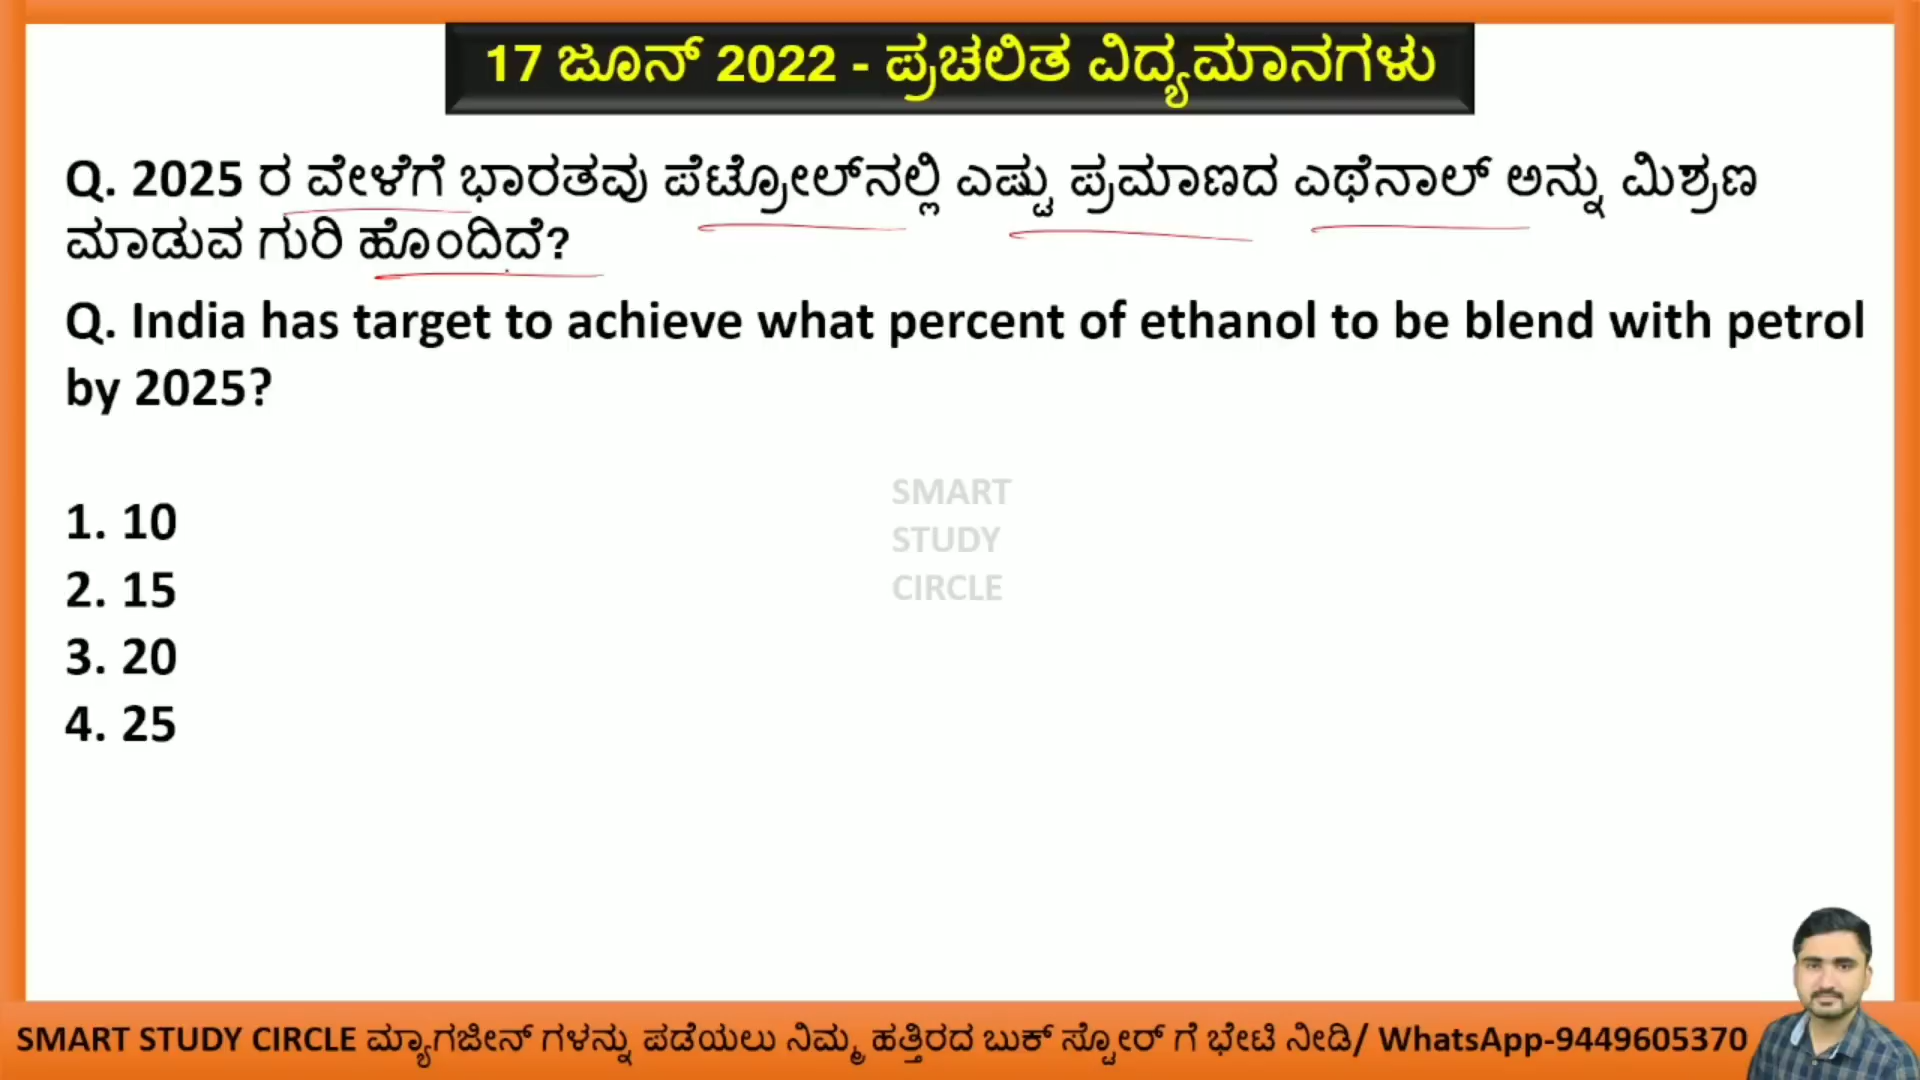 17 ಜೂನ್ 2022 - ಪ್ರಚಲಿತ ವಿದ್ಯಮಾನಗಳು
Q. 2025 ರ ವೇಳೆಗೆ ಭಾರತವು ಪೆಟ್ರೋಲ್‌ನಲ್ಲಿ ಎಷ್ಟು ಪ್ರಮಾಣದ ಎಥೆನಾಲ್ ಅನ್ನು ಮಿಶ್ರಣ
ಮಾಡುವ ಗುರಿ ಹೊಂದಿದೆ?
Q. India has target to achieve what percent of ethanol to be blend with petrol
by 2025?
1. 10
2. 15
3. 20
4. 25
SMART
STUDY
CIRCLE
SMART STUDY CIRCLE ಮ್ಯಾಗಜೀನ್ ಗಳನ್ನು ಪಡೆಯಲು ನಿಮ್ಮ ಹತ್ತಿರದ ಬುಕ್ ಸ್ಟೋರ್ ಗೆ ಭೇಟಿ ನೀಡಿ/ WhatsApp-9449605370